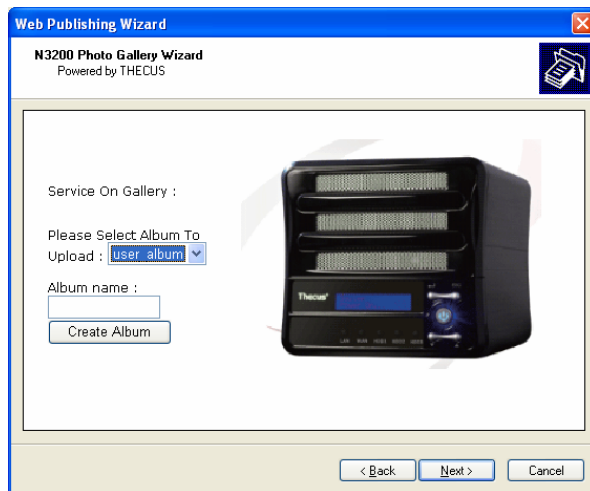 Web Publishing Wizard
N3200 Photo Gallery Wizard
Powered by THECUS
Service On Gallery :
Please Select Album To
Upload : user album
Album name :
Create Album
Thecus
LAN
< Back
Next >
Cancel